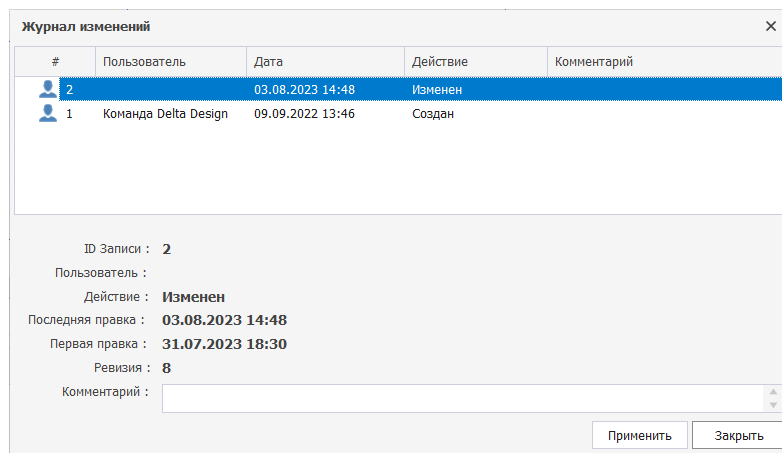 Журнал изменений
# Пользователь Дата Действие Комментарий
2 03.08.2023 14:48 Изменен
1 Команда Delta Design 09.09.2022 13:46 Создан
ID Записи : 2
Пользователь :
Действие : Изменен
Последняя правка : 03.08.2023 14:48
Первая правка : 31.07.2023 18:30
Ревизия : 8
Комментарий :
Применить Закрыть